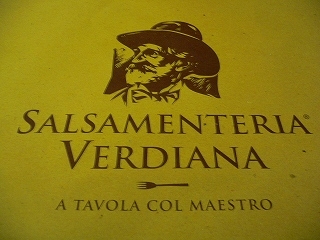 SALSAMENTERIA®
VERDIANA
A TAVOLA COL MAESTRO